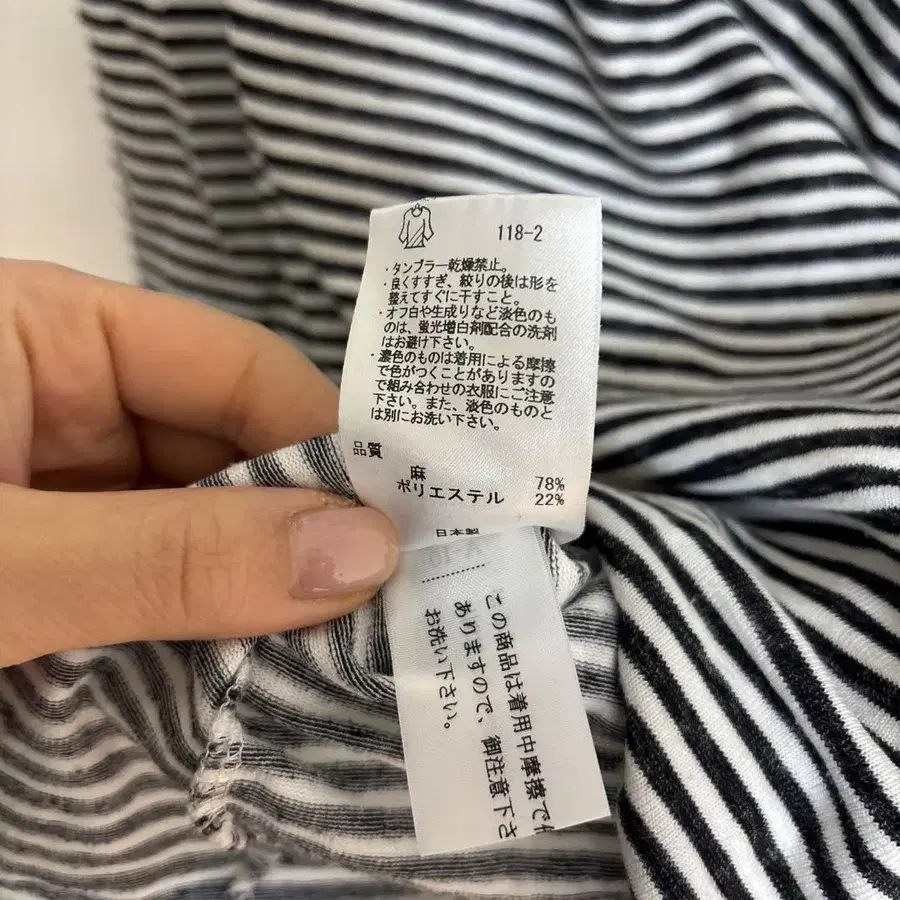 118-2
・タンブラー乾燥禁止。
・良くすすぎ、絞りの後は形を
整えてすぐに干すこと。
・オフ白や生成りなど淡色のも
のは、蛍光増白剤配合の洗剤
はお避け下さい。
・濃色のものは着用による摩擦
で色がつくことがありますの
で組み合わせの衣服にご注意
下さい。また、淡色のものと
は別にお洗い下さい。
品質
麻 78%
ポリエステル 22%
日本製
この商品は着用中摩擦で
ありますので、御注意下さ
お洗い下さい。